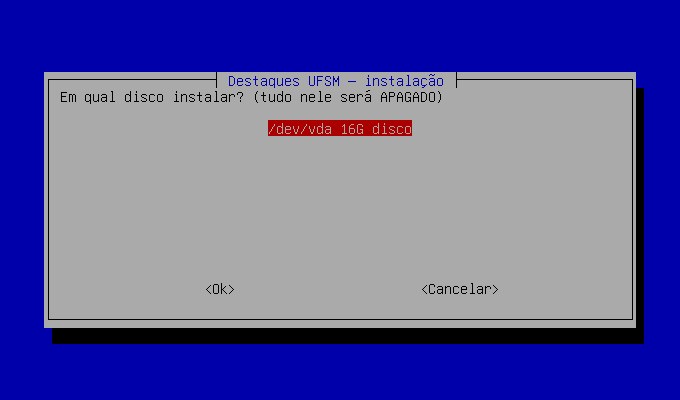 Destaques UFSM — instalação
Em qual disco instalar? (tudo nele será APAGADO)
/dev/vda 16G disco
<Ok> <Cancelar>